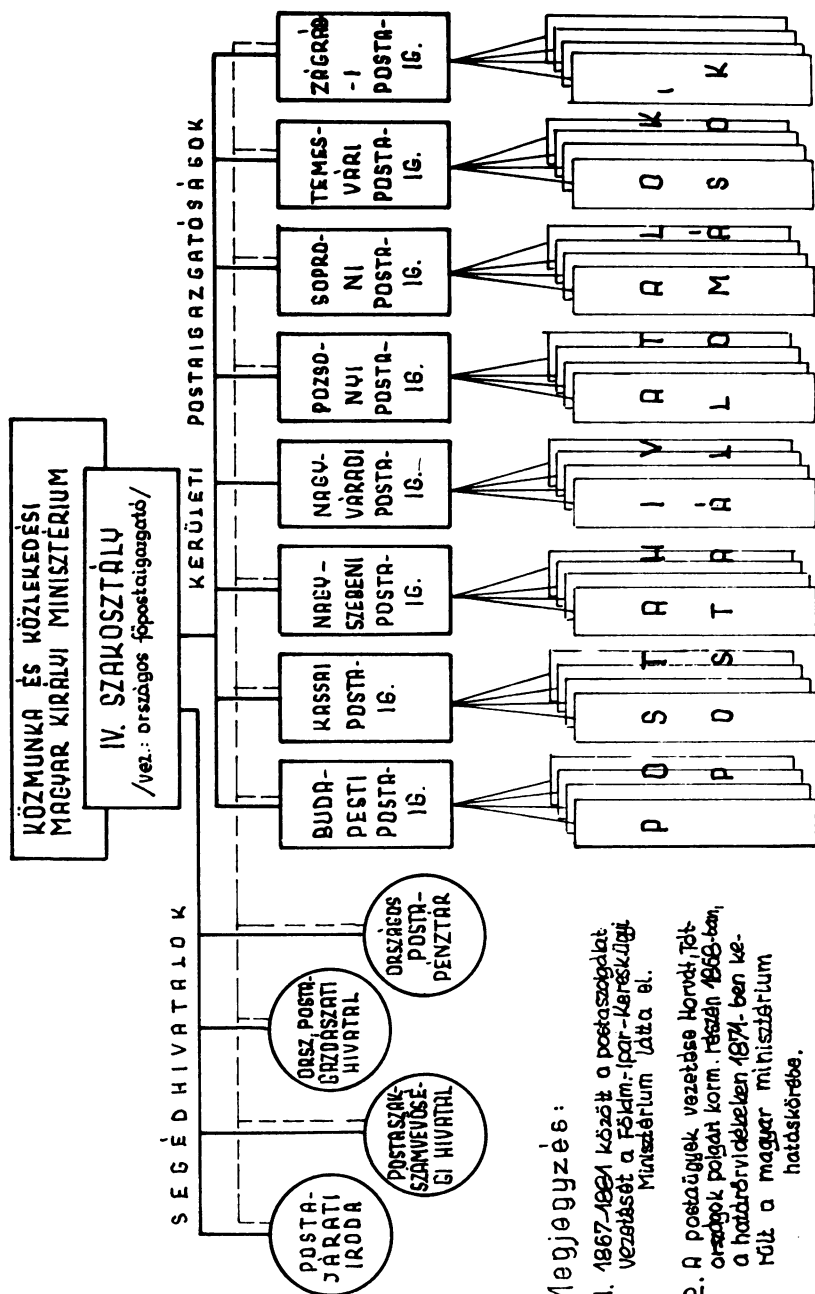 KÖZMUNKA ÉS KÖZLEKEDÉSI
MAGYAR KIRÁLYI MINISZTÉRIUM
IV. SZAKOSZTÁLY
/vez.: országos főpostaigazgató/
SEGÉDHIVATALOK
KERÜLETI POSTAIGAZGATÓSÁGOK
POSTA-
JÁRATI
IRODA
POSTASZAK-
SZÁMVEVŐSÉ-
GI HIVATAL
ORSZ. POSTA-
GAZDÁSZATI
HIVATAL
ORSZÁGOS
POSTA-
PÉNZTÁR
BUDA-
PESTI
POSTA-
IG.
KASSAI
POSTA-
IG.
NAGY-
SZEBENI
POSTA-
IG.
NAGY-
VÁRADI
POSTA-
IG.
POZSO-
NYI
POSTA-
IG.
SOPRO-
NI
POSTA-
IG.
TEMES-
VÁRI
POSTA-
IG.
ZÁGRÁB-
I
POSTA-
IG.
POSTAHIVATALOK,
POSTAÁLLOMÁSOK
Megjegyzés:
1. 1867-1881 között a postaszolgálat
vezetését a Földm.-Ipar-Keresk.ügyi
Minisztérium látta el.
2. A postaügyek vezetése Horvát, Tót-
országok polgári korm. részén 1868-ban,
a határőrvidékeken 1871-ben ke-
rült a magyar minisztérium
hatáskörébe.